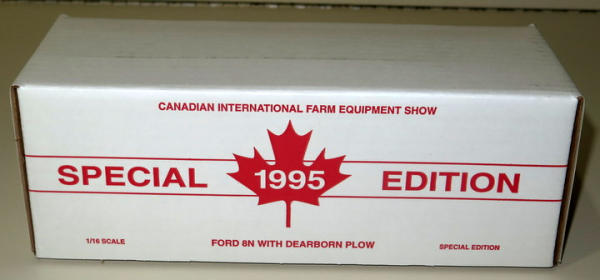 CANADIAN INTERNATIONAL FARM EQUIPMENT SHOW
SPECIAL 1995 EDITION
1/16 SCALE FORD 8N WITH DEARBORN PLOW SPECIAL EDITION